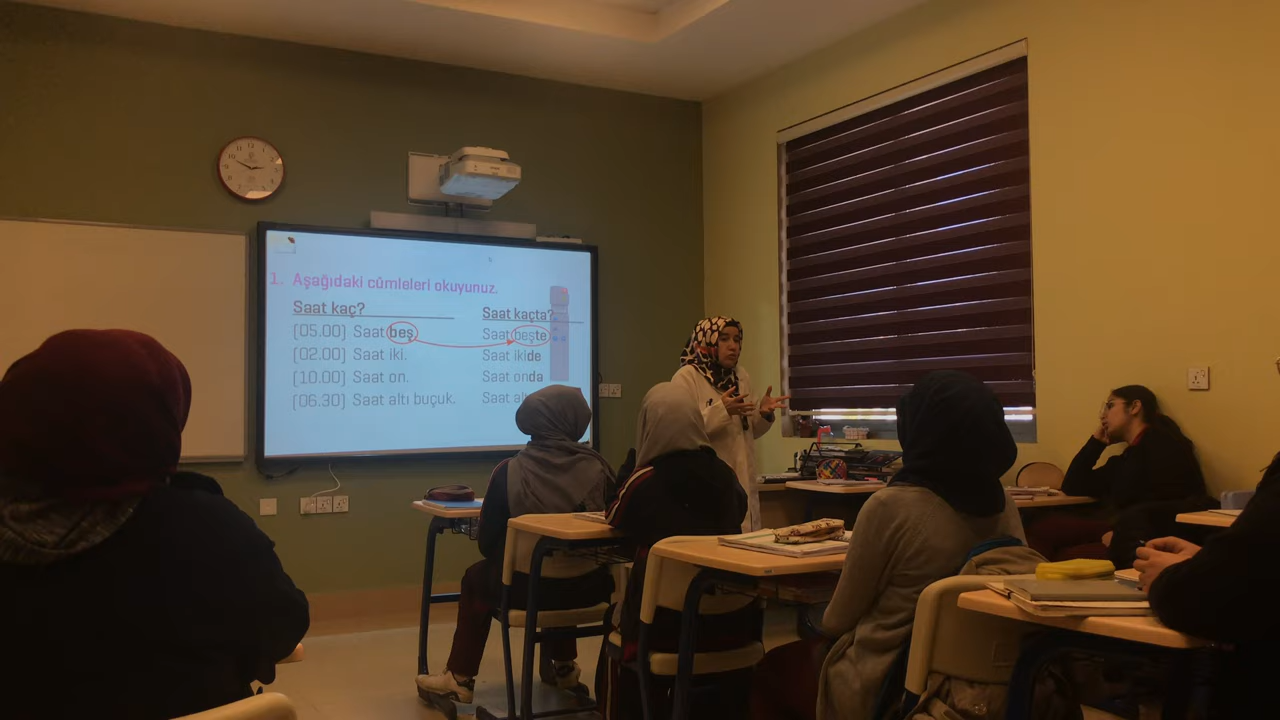 1. Aşağıdaki cümleleri okuyunuz.
Saat kaç? Saat kaçta?
(05.00) Saat beş Saat beşte
(02.00) Saat iki. Saat ikide
(10.00) Saat on. Saat onda
(06.30) Saat altı buçuk. Saat